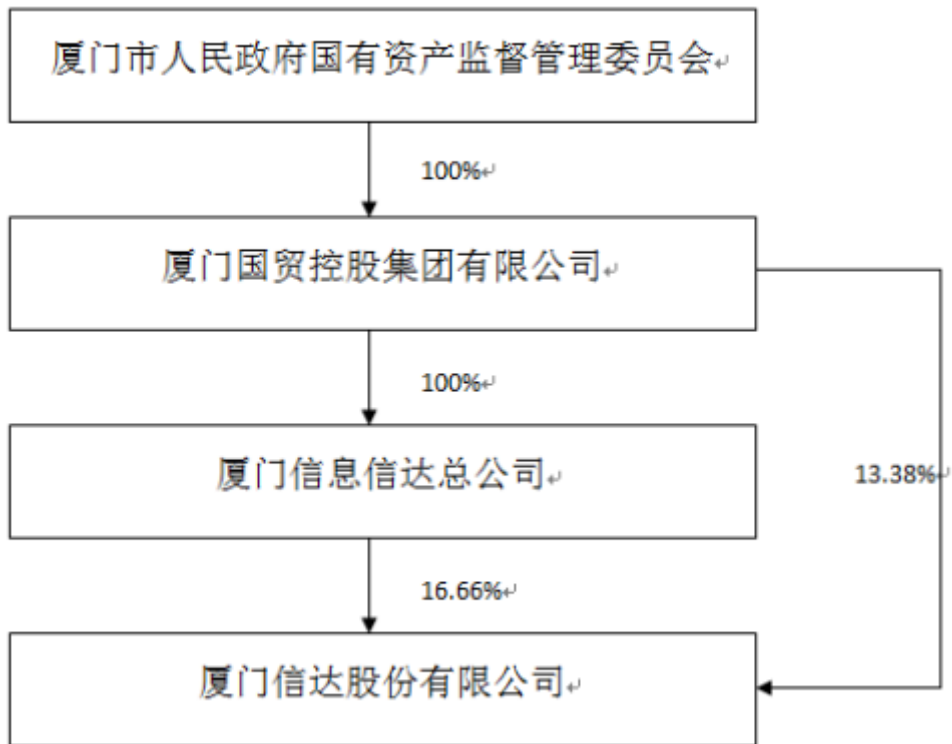 厦门市人民政府国有资产监督管理委员会
100%
厦门国贸控股集团有限公司
100%
厦门信息信达总公司
13.38%
16.66%
厦门信达股份有限公司